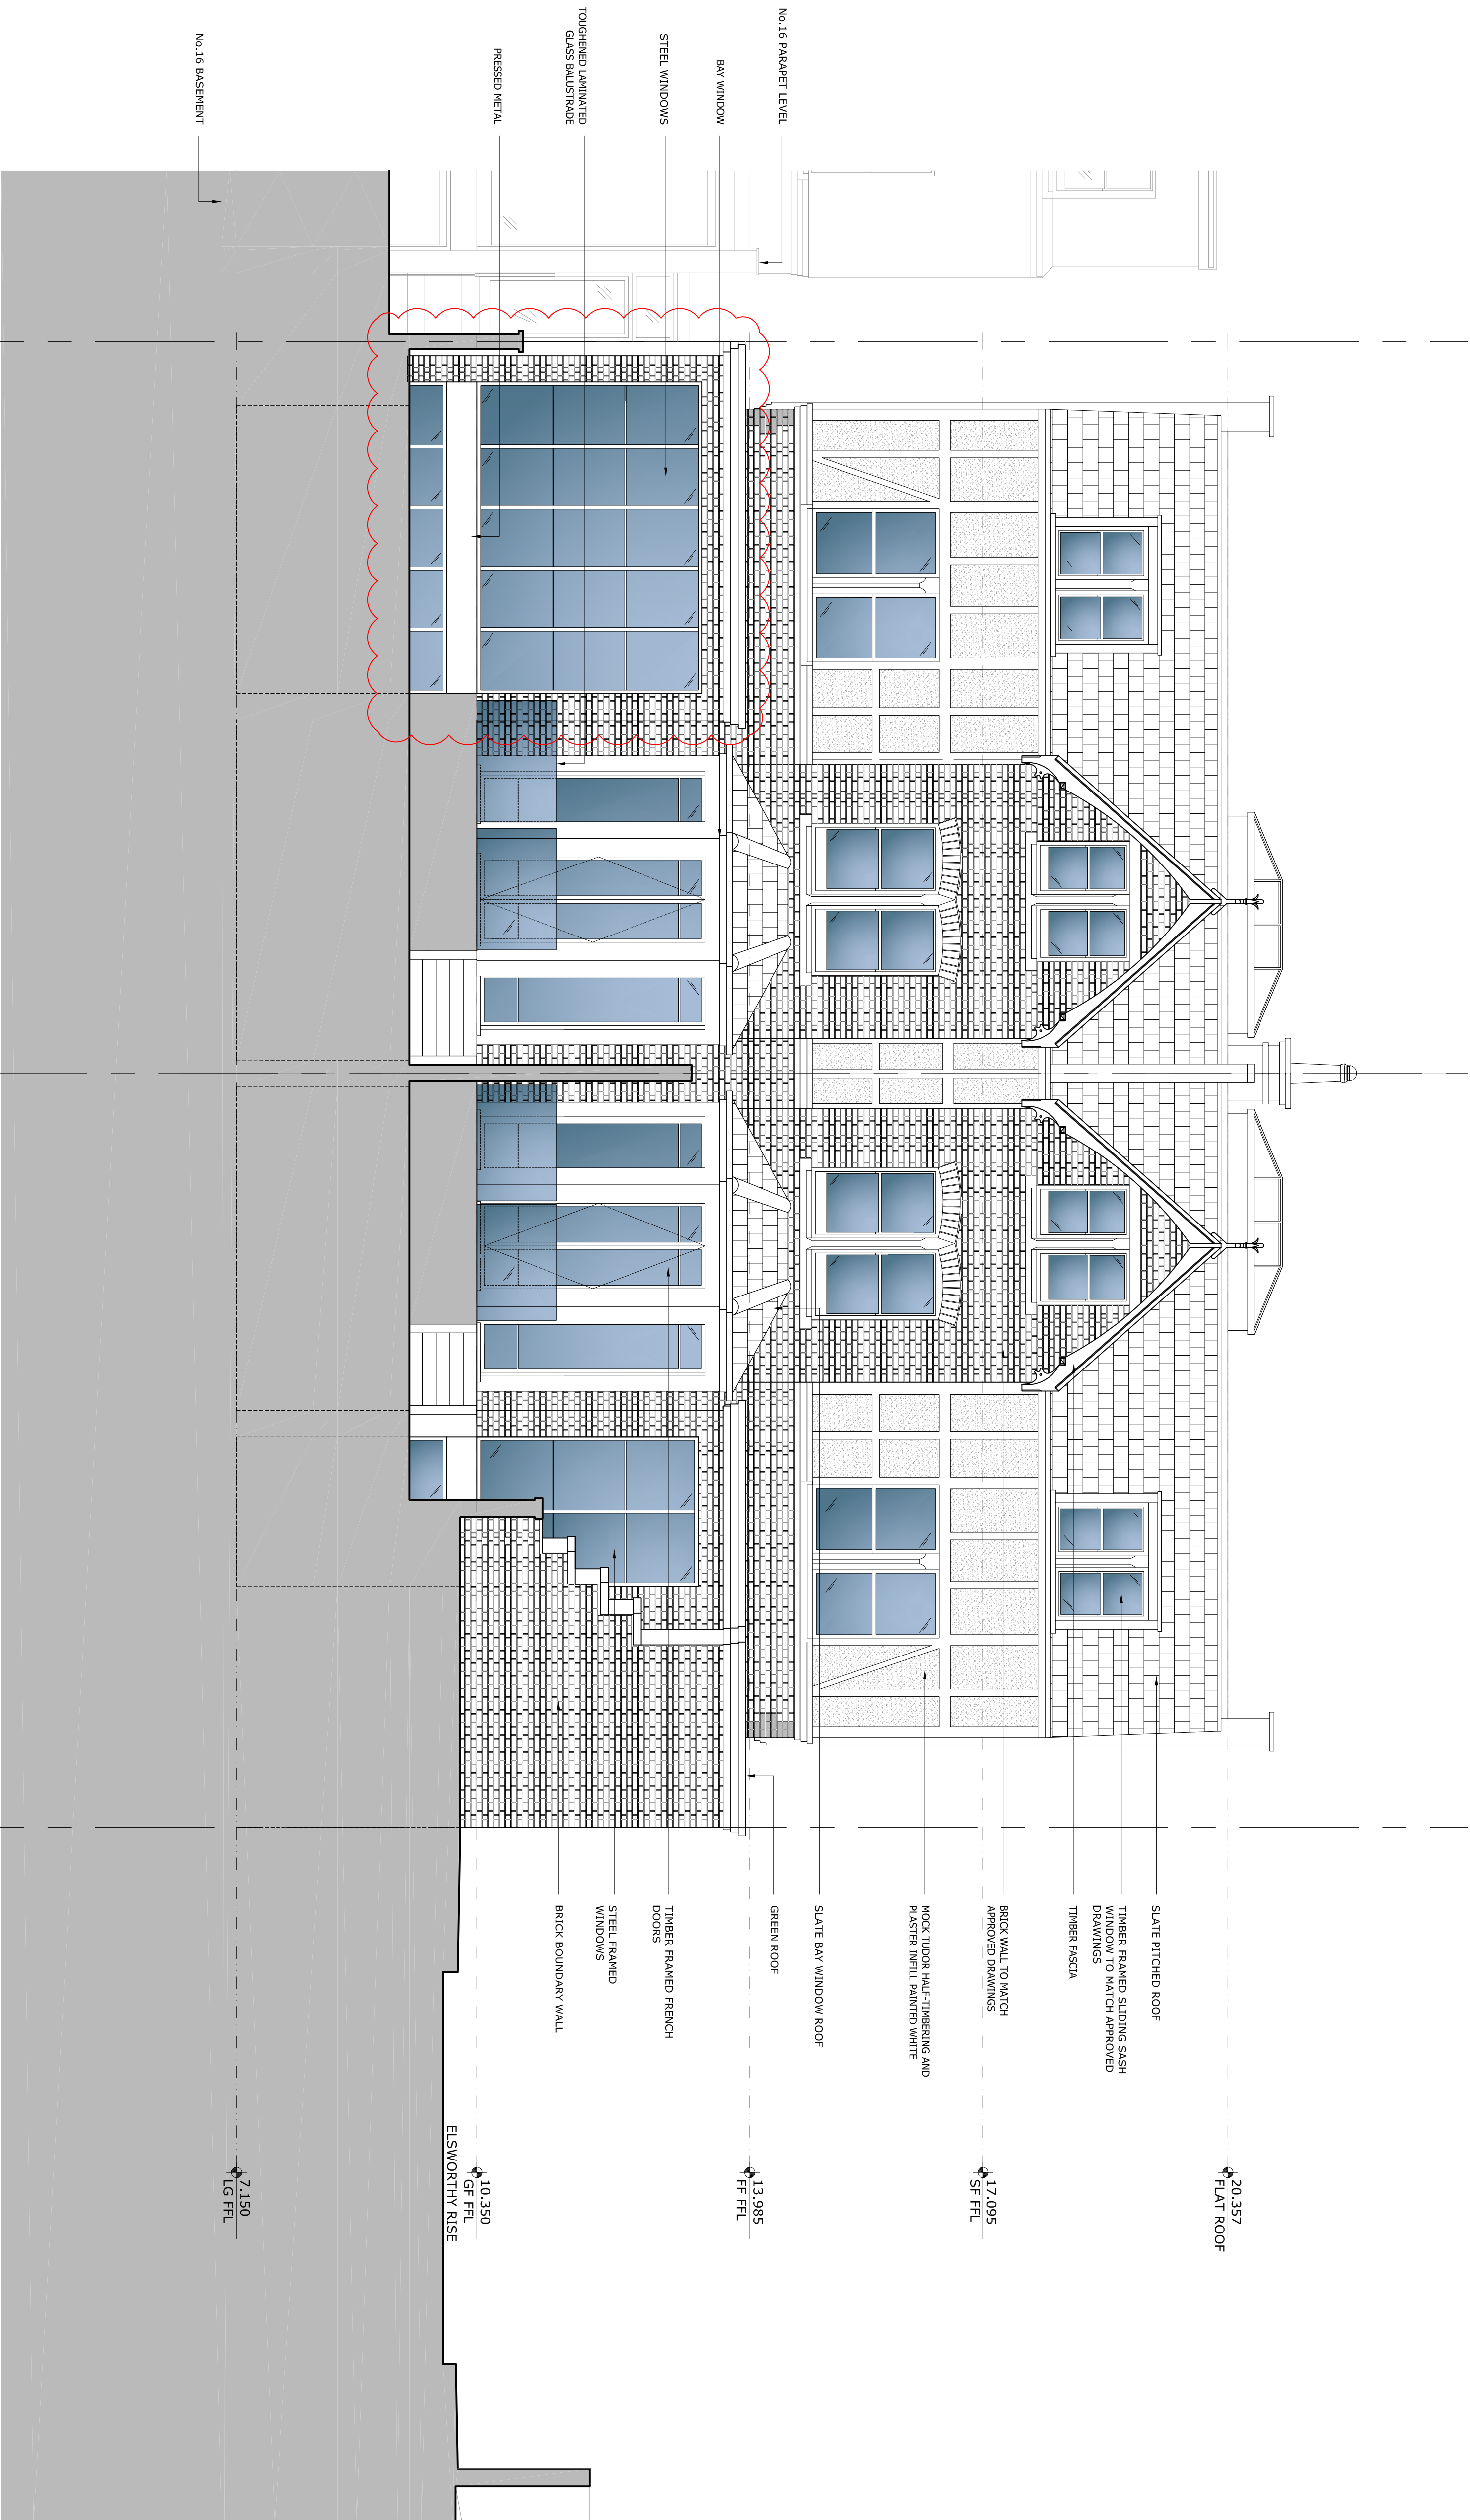 No.16 PARAPET LEVEL
BAY WINDOW
STEEL WINDOWS
TOUGHENED LAMINATED
GLASS BALUSTRADE
PRESSED METAL
No.16 BASEMENT
SLATE PITCHED ROOF
TIMBER FRAMED SLIDING SASH
WINDOW TO MATCH APPROVED
DRAWINGS
TIMBER FASCIA
BRICK WALL TO MATCH
APPROVED DRAWINGS
MOCK TUDOR HALF-TIMBERING AND
PLASTER INFILL PAINTED WHITE
SLATE BAY WINDOW ROOF
GREEN ROOF
TIMBER FRAMED FRENCH
DOORS
STEEL FRAMED
WINDOWS
BRICK BOUNDARY WALL
20.357
FLAT ROOF
17.095
SF FFL
13.985
FF FFL
10.350
GF FFL
ELSWORTHY RISE
7.150
LG FFL